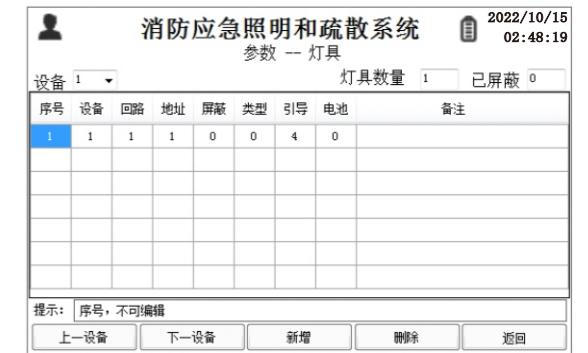 消防应急照明和疏散系统
2022/10/15
02:48:19
参数 -- 灯具
设备 1 灯具数量 1 已屏蔽 0
序号 设备 回路 地址 屏蔽 类型 引导 电池 备注
1 1 1 1 0 0 4 0
提示: 序号，不可编辑
上一设备 下一设备 新增 删除 返回